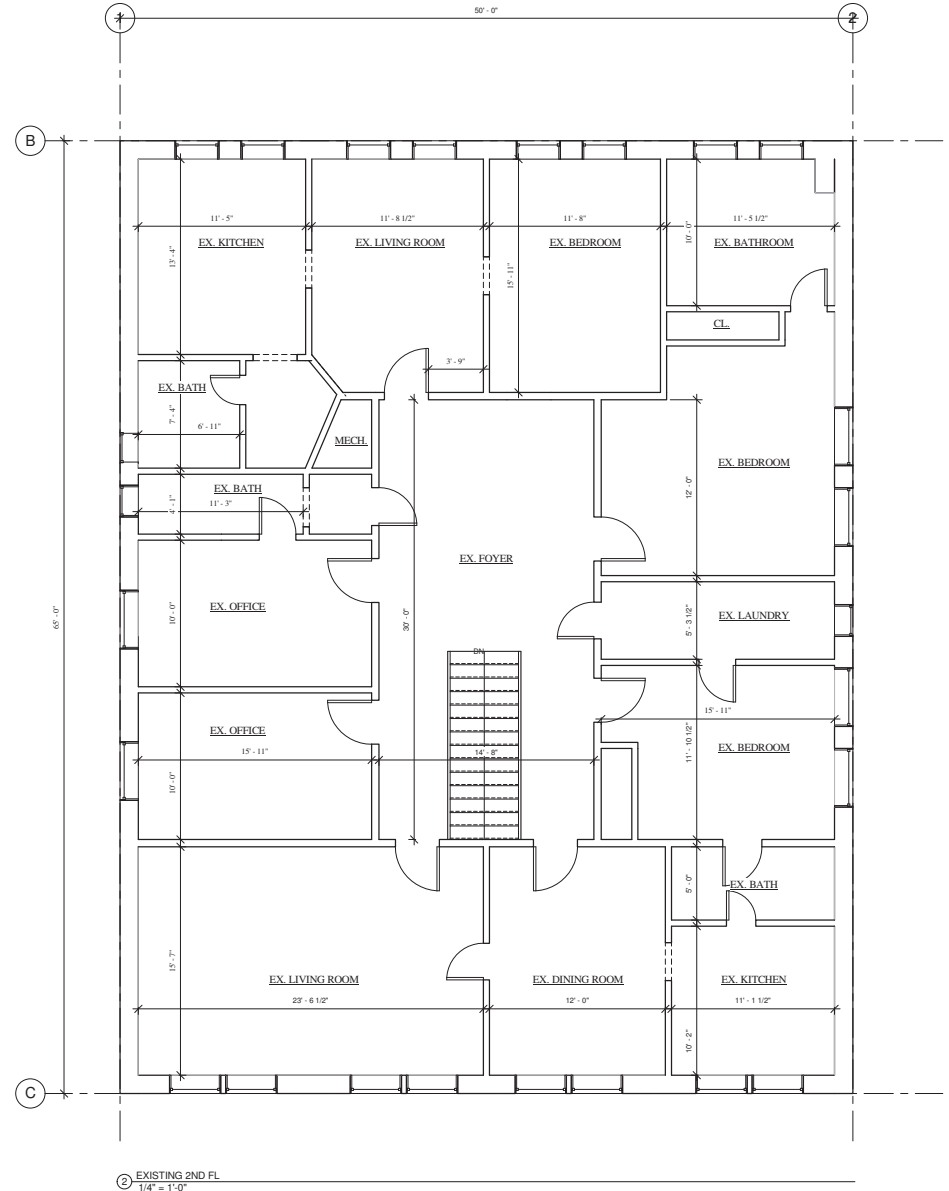 1
50' - 0"
2
B
11' - 5"
11' - 8 1/2"
11' - 8"
11' - 5 1/2"
EX. KITCHEN
EX. LIVING ROOM
EX. BEDROOM
EX. BATHROOM
13' - 4"
15' - 11"
10' - 0"
CL.
3' - 9"
EX. BATH
7' - 4"
6' - 11"
MECH.
EX. BEDROOM
12' - 0"
EX. BATH
11' - 3"
4' - 1"
EX. FOYER
EX. OFFICE
10' - 0"
65' - 0"
30' - 0"
EX. LAUNDRY
5' - 3 1/2"
DN
15' - 11"
EX. OFFICE
15' - 11"
14' - 8"
EX. BEDROOM
11' - 10 1/2"
10' - 0"
EX. BATH
5' - 0"
15' - 7"
EX. LIVING ROOM
EX. DINING ROOM
EX. KITCHEN
23' - 6 1/2"
12' - 0"
11' - 1 1/2"
10' - 2"
C
2 EXISTING 2ND FL
1/4" = 1'-0"